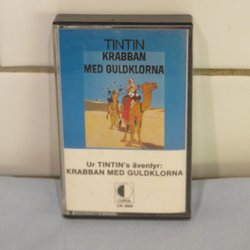 TINTIN
KRABBAN
MED GULDKLORNA
Ur TINTIN's äventyr:
KRABBAN MED GULDKLORNA